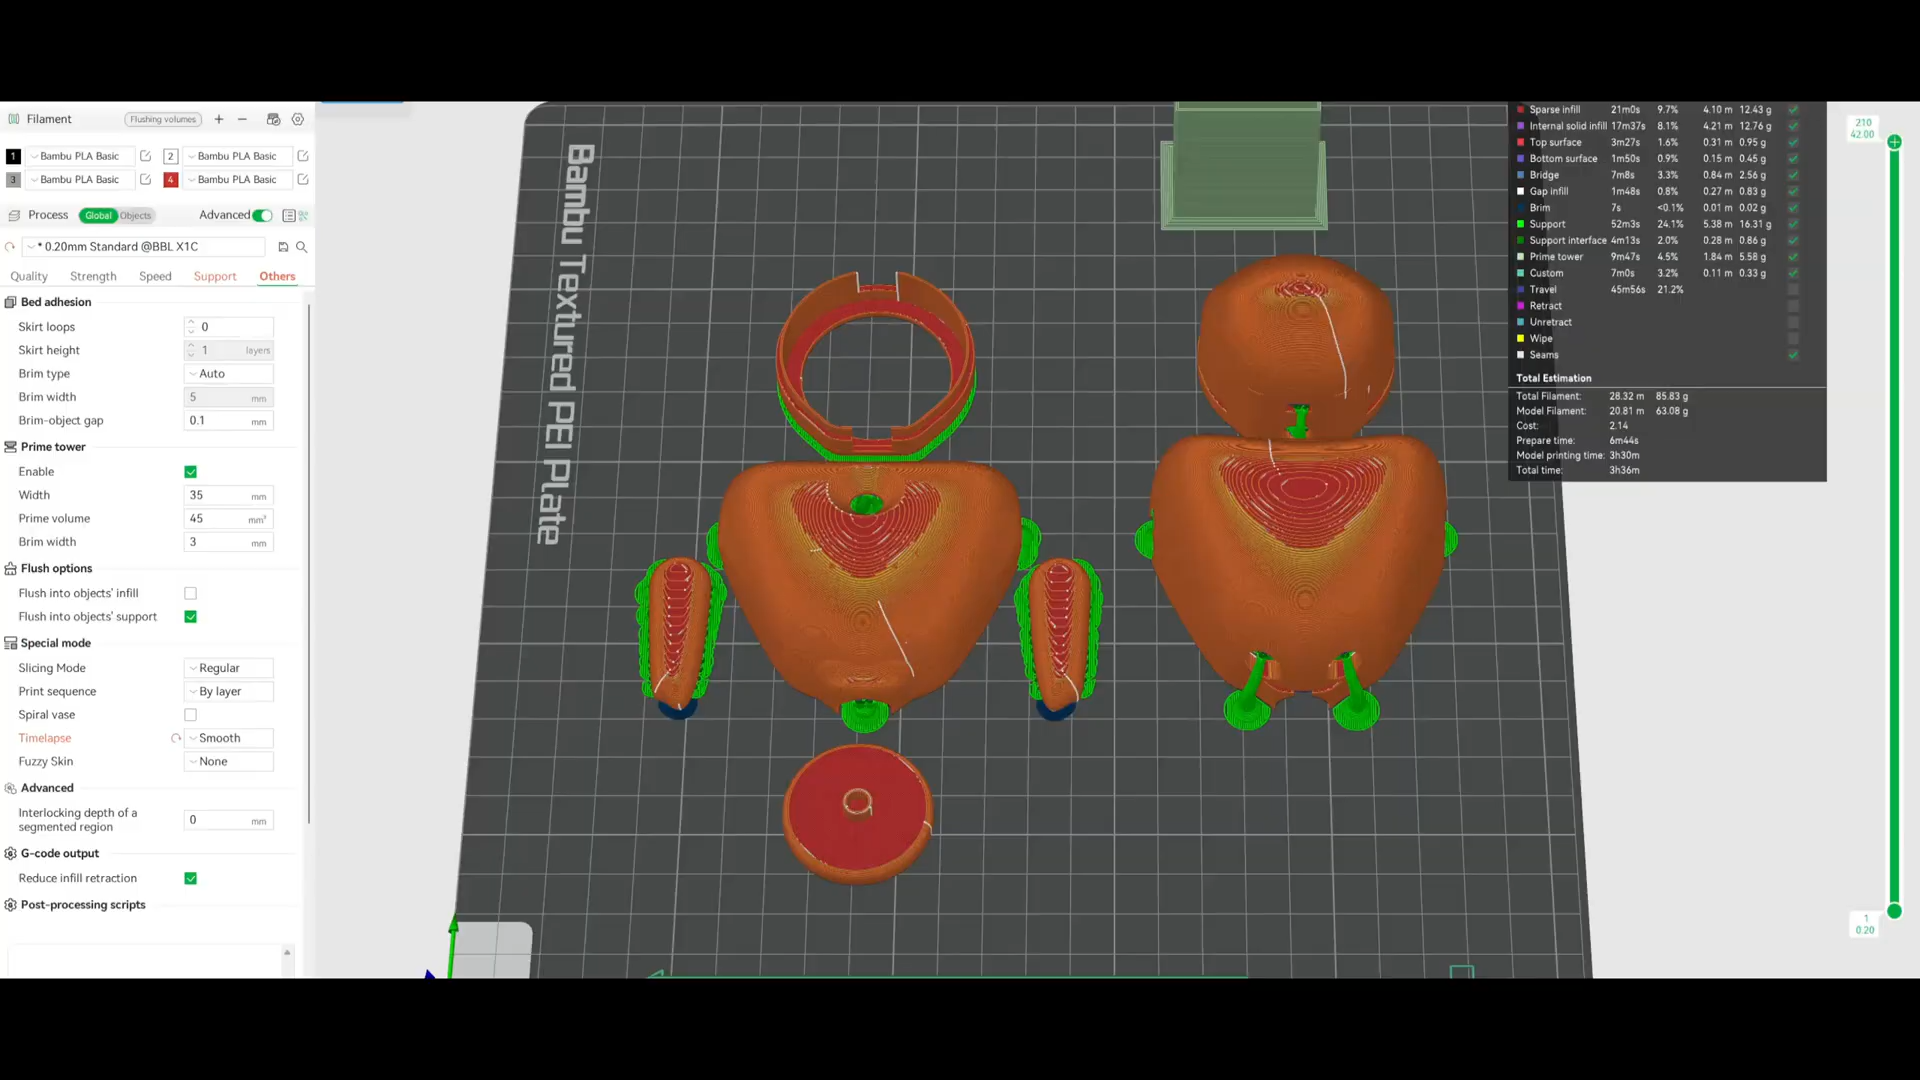 Filament Flushing volumes
1 Bambu PLA Basic 2 Bambu PLA Basic
3 Bambu PLA Basic 4 Bambu PLA Basic
Process Global Objects Advanced
* 0.20mm Standard @BBL X1C
Quality Strength Speed Support Others
Bed adhesion
Skirt loops 0
Skirt height 1 layers
Brim type Auto
Brim width 5 mm
Brim-object gap 0.1 mm
Prime tower
Enable
Width 35 mm
Prime volume 45 mm³
Brim width 3 mm
Flush options
Flush into objects' infill
Flush into objects' support
Special mode
Slicing Mode Regular
Print sequence By layer
Spiral vase
Timelapse Smooth
Fuzzy Skin None
Advanced
Interlocking depth of a
segmented region 0 mm
G-code output
Reduce infill retraction
Post-processing scripts
Bambu Textured PEI Plate
Sparse infill 21m0s 9.7% 4.10 m 12.43 g
Internal solid infill 17m37s 8.1% 4.21 m 12.76 g
Top surface 3m27s 1.6% 0.31 m 0.95 g
Bottom surface 1m50s 0.9% 0.15 m 0.45 g
Bridge 7m8s 3.3% 0.84 m 2.56 g
Gap infill 1m48s 0.8% 0.27 m 0.83 g
Brim 7s <0.1% 0.01 m 0.02 g
Support 52m3s 24.1% 5.38 m 16.31 g
Support interface 4m13s 2.0% 0.28 m 0.86 g
Prime tower 9m47s 4.5% 1.84 m 5.58 g
Custom 7m0s 3.2% 0.11 m 0.33 g
Travel 45m56s 21.2%
Retract
Unretract
Wipe
Seams
Total Estimation
Total Filament: 28.32 m 85.83 g
Model Filament: 20.81 m 63.08 g
Cost: 2.14
Prepare time: 6m44s
Model printing time: 3h30m
Total time: 3h36m
210
42.00
1
0.20